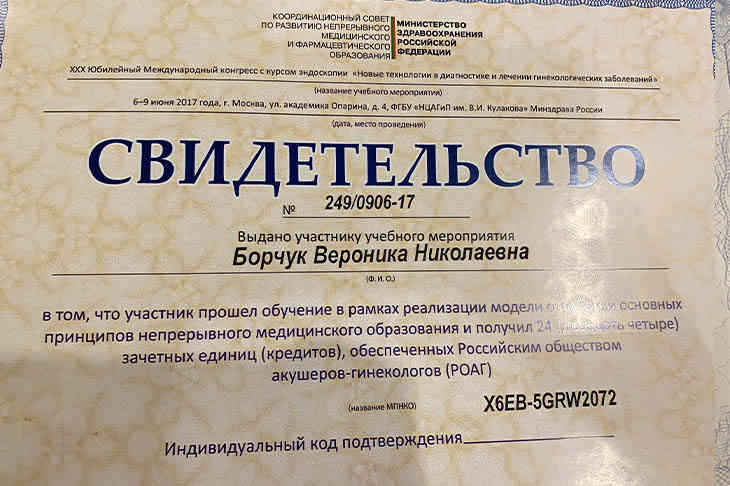 КООРДИНАЦИОННЫЙ СОВЕТ
ПО РАЗВИТИЮ НЕПРЕРЫВНОГО
МЕДИЦИНСКОГО
И ФАРМАЦЕВТИЧЕСКОГО
ОБРАЗОВАНИЯ
МИНИСТЕРСТВО
ЗДРАВООХРАНЕНИЯ
РОССИЙСКОЙ
ФЕДЕРАЦИИ
XXX Юбилейный Международный конгресс с курсом эндоскопии «Новые технологии в диагностике и лечении гинекологических заболеваний»
(название учебного мероприятия)
6–9 июня 2017 года, г. Москва, ул. академика Опарина, д. 4, ФГБУ «НЦАГиП им. В.И. Кулакова» Минздрава России
(дата, место проведения)
СВИДЕТЕЛЬСТВО
№ 249/0906-17
Выдано участнику учебного мероприятия
Борчук Вероника Николаевна
(Ф. И. О.)
в том, что участник прошел обучение в рамках реализации модели основных
принципов непрерывного медицинского образования и получил 24 четыре)
зачетных единиц (кредитов), обеспеченных Российским обществом
акушеров-гинекологов (РОАГ)
(название МПНКО)
X6EB-5GRW2072
Индивидуальный код подтверждения